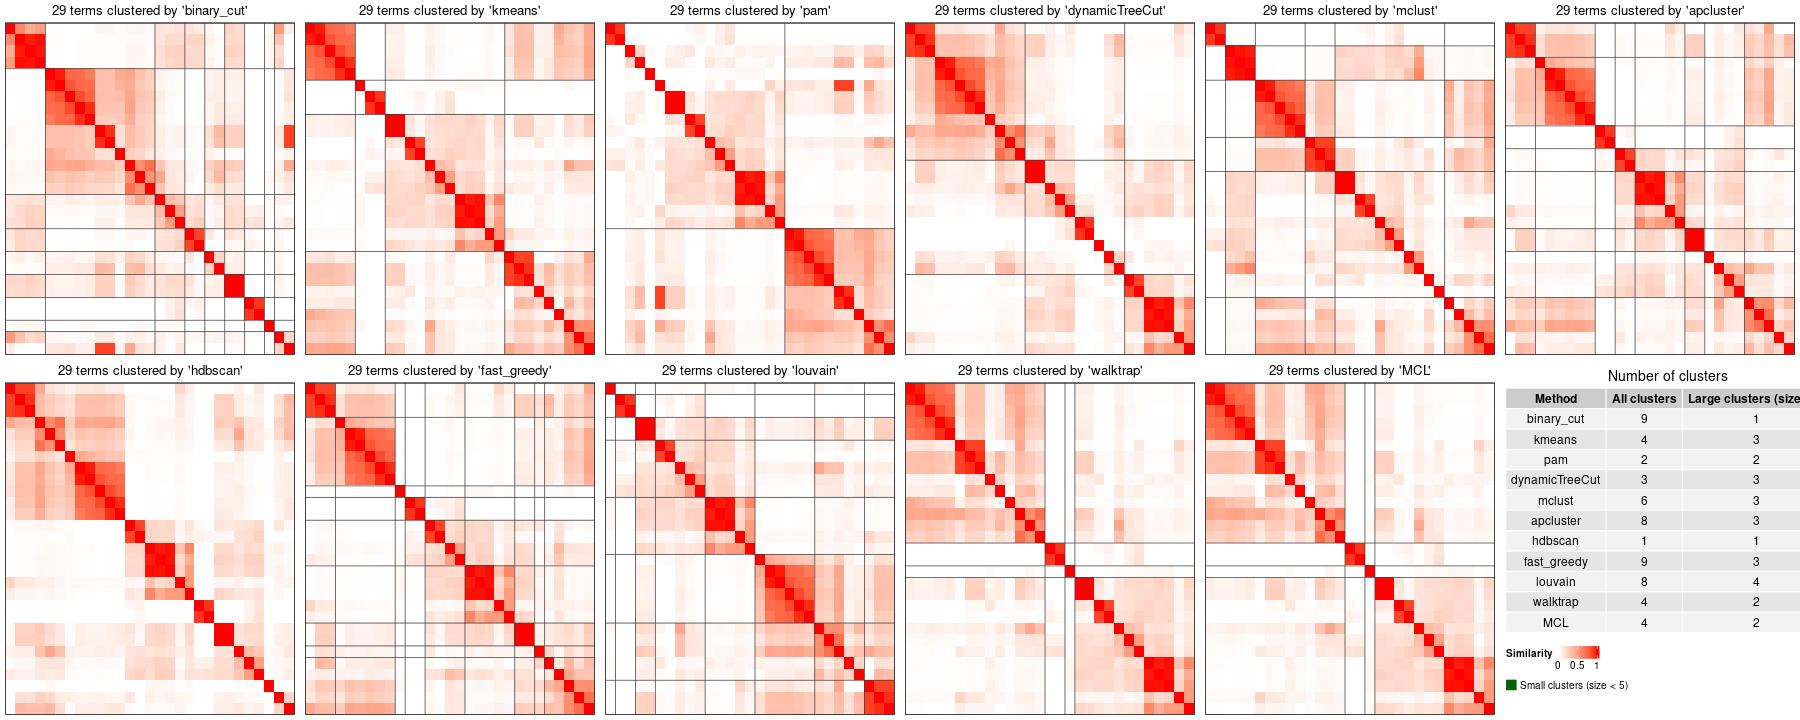 29 terms clustered by 'binary_cut'
29 terms clustered by 'kmeans'
29 terms clustered by 'pam'
29 terms clustered by 'dynamicTreeCut'
29 terms clustered by 'mclust'
29 terms clustered by 'apcluster'
29 terms clustered by 'hdbscan'
29 terms clustered by 'fast_greedy'
29 terms clustered by 'louvain'
29 terms clustered by 'walktrap'
29 terms clustered by 'MCL'
Number of clusters
Method All clusters Large clusters (size
binary_cut 9 1
kmeans 4 3
pam 2 2
dynamicTreeCut 3 3
mclust 6 3
apcluster 8 3
hdbscan 1 1
fast_greedy 9 3
louvain 8 4
walktrap 4 2
MCL 4 2
Similarity
0 0.5 1
Small clusters (size < 5)